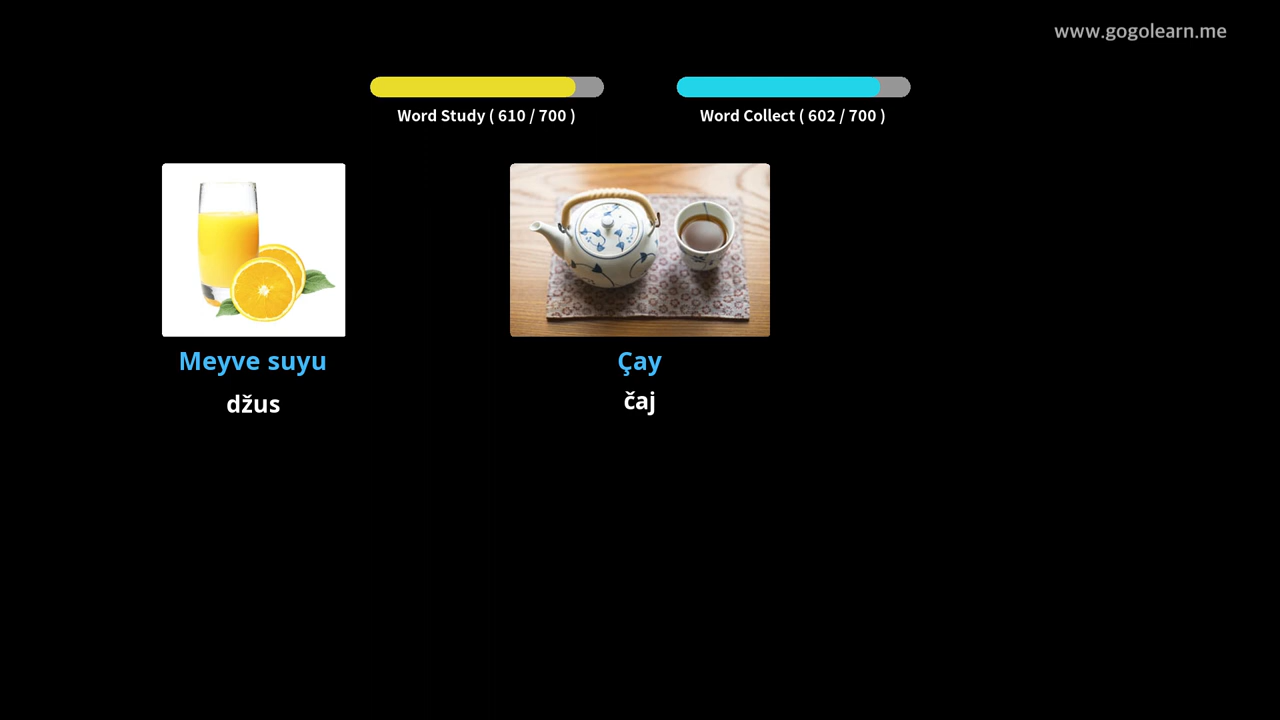 www.gogolearn.me
Word Study ( 610 / 700 )
Word Collect ( 602 / 700 )
Meyve suyu
džus
Çay
čaj